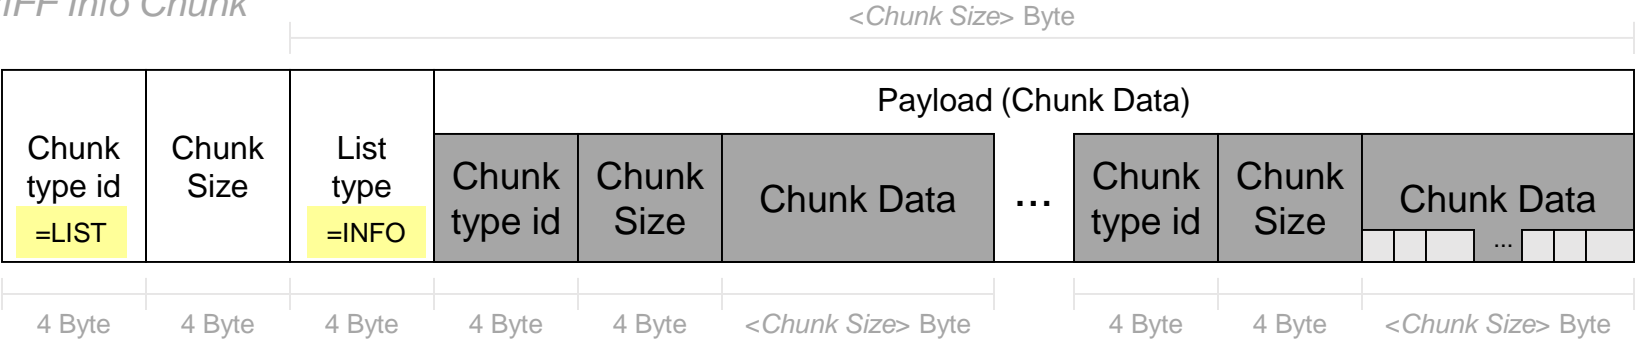 IFF Info Chunk
<Chunk Size> Byte
Payload (Chunk Data)
Chunk type id
=LIST
Chunk Size
List type
=INFO
Chunk type id
Chunk Size
Chunk Data
...
Chunk type id
Chunk Size
Chunk Data
...
4 Byte
4 Byte
4 Byte
4 Byte
4 Byte
<Chunk Size> Byte
4 Byte
4 Byte
<Chunk Size> Byte